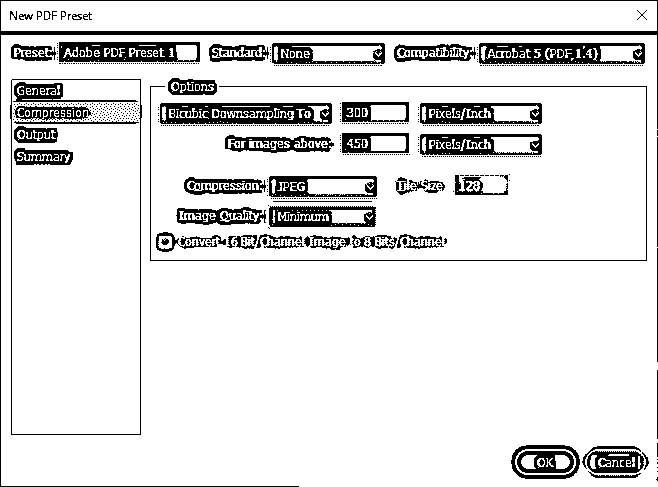 New PDF Preset
Preset: Adobe PDF Preset 1 Standard: None Compatibility: Acrobat 5 (PDF 1.4)
General
Compression
Output
Summary
Options
Bicubic Downsampling To 300 Pixels/Inch
For images above: 450 Pixels/Inch
Compression: JPEG Tile Size: 128
Image Quality: Minimum
Convert 16 Bit/Channel Image to 8 Bits/Channel
OK Cancel